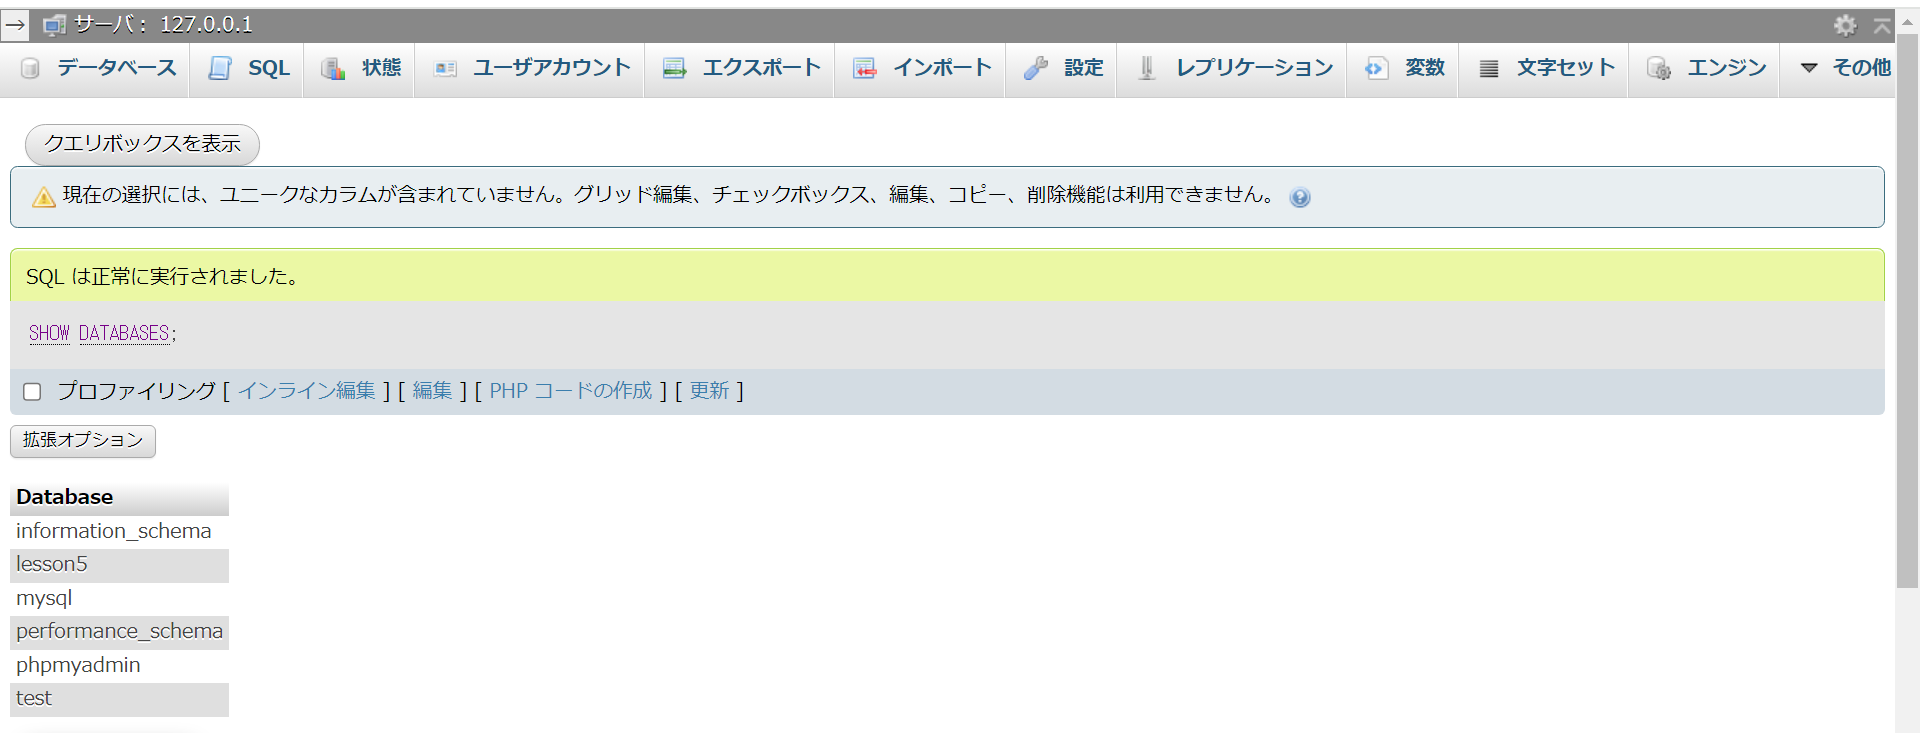 → サーバ： 127.0.0.1
データベース SQL 状態 ユーザアカウント エクスポート インポート 設定 レプリケーション 変数 文字セット エンジン その他
クエリボックスを表示
現在の選択には、ユニークなカラムが含まれていません。グリッド編集、チェックボックス、編集、コピー、削除機能は利用できません。
SQL は正常に実行されました。
SHOW DATABASES;
プロファイリング [ インライン編集 ] [ 編集 ] [ PHP コードの作成 ] [ 更新 ]
拡張オプション
Database
information_schema
lesson5
mysql
performance_schema
phpmyadmin
test